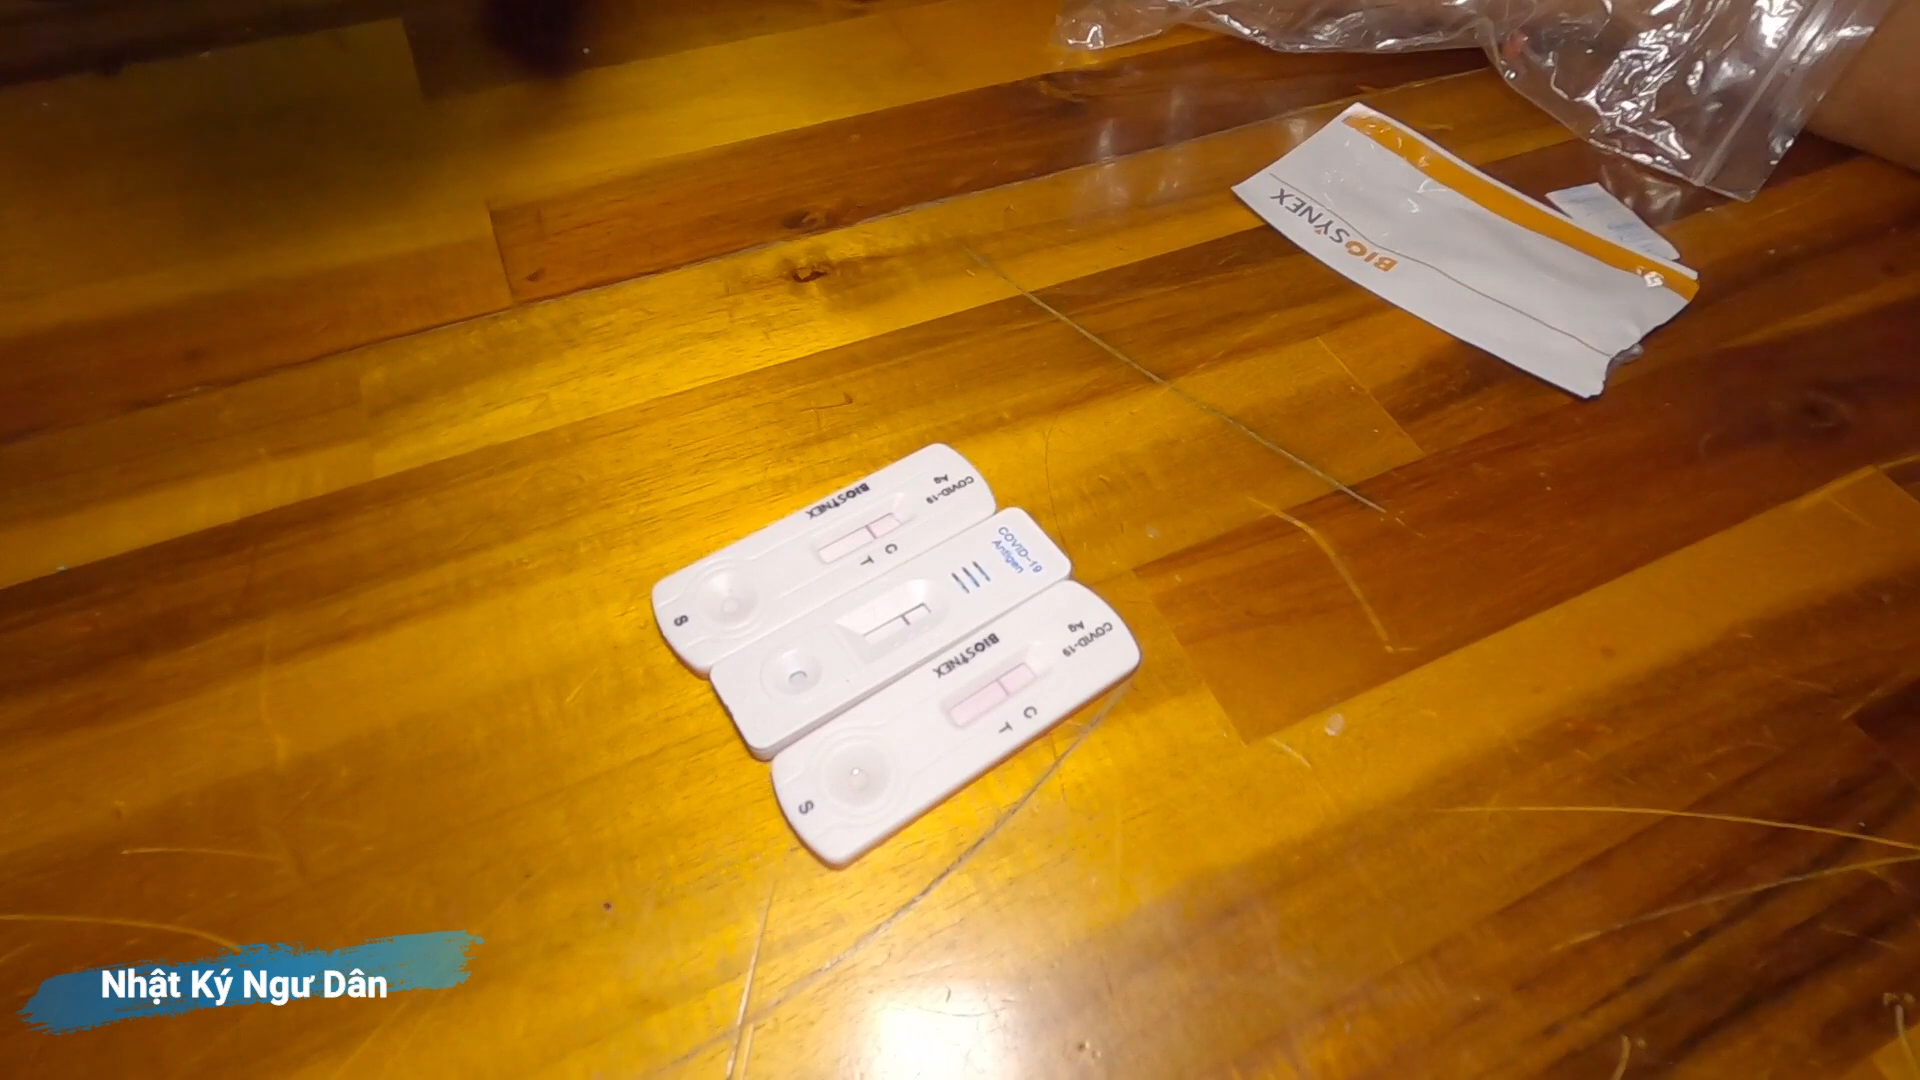 BIOSYNEX
COVID-19
Ag
BIOSYNEX
C
T
S
COVID-19
Antigen
COVID-19
Ag
BIOSYNEX
C
T
S
Nhật Ký Ngư Dân